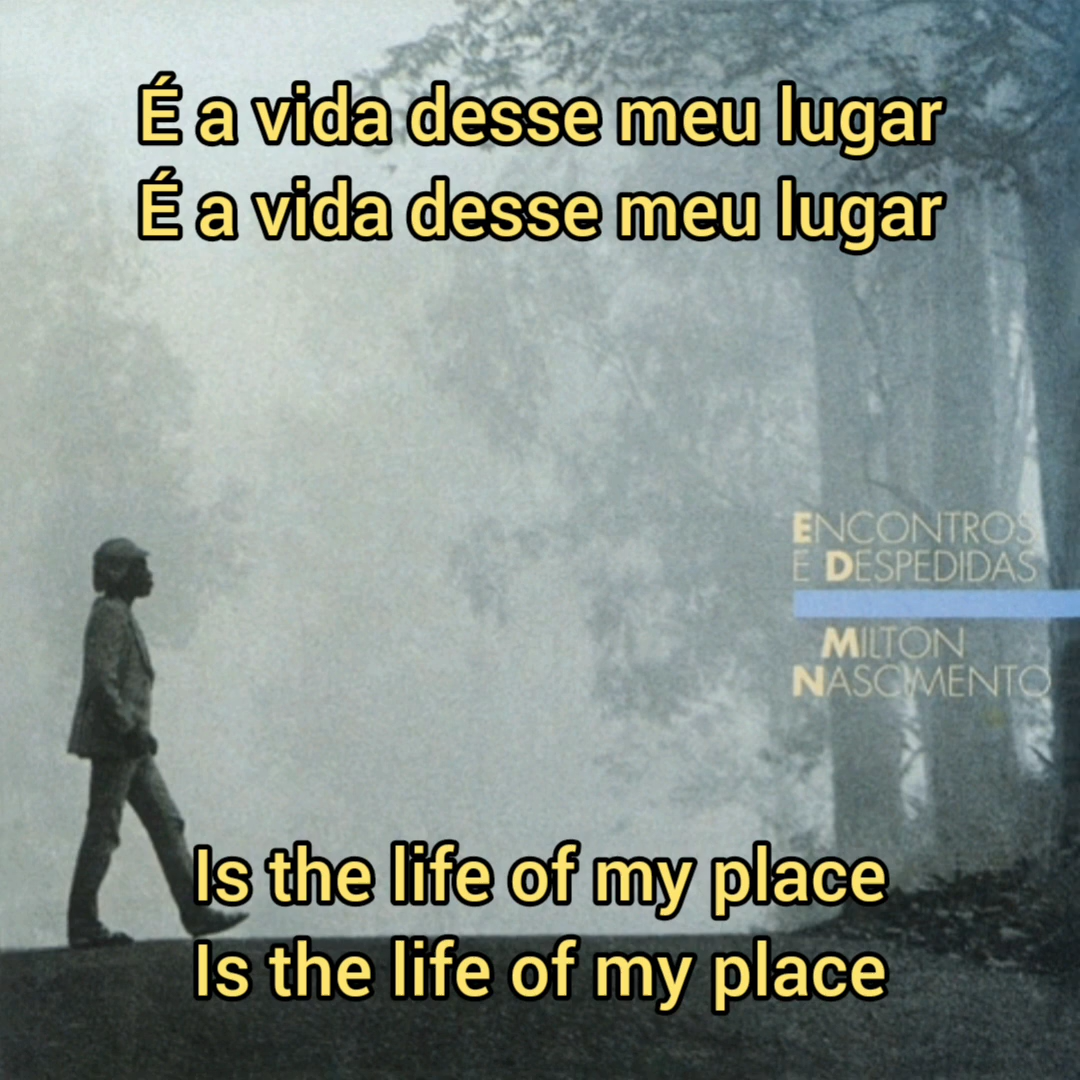 É a vida desse meu lugar
É a vida desse meu lugar
ENCONTROS
E DESPEDIDAS
MILTON
NASCIMENTO
Is the life of my place
Is the life of my place